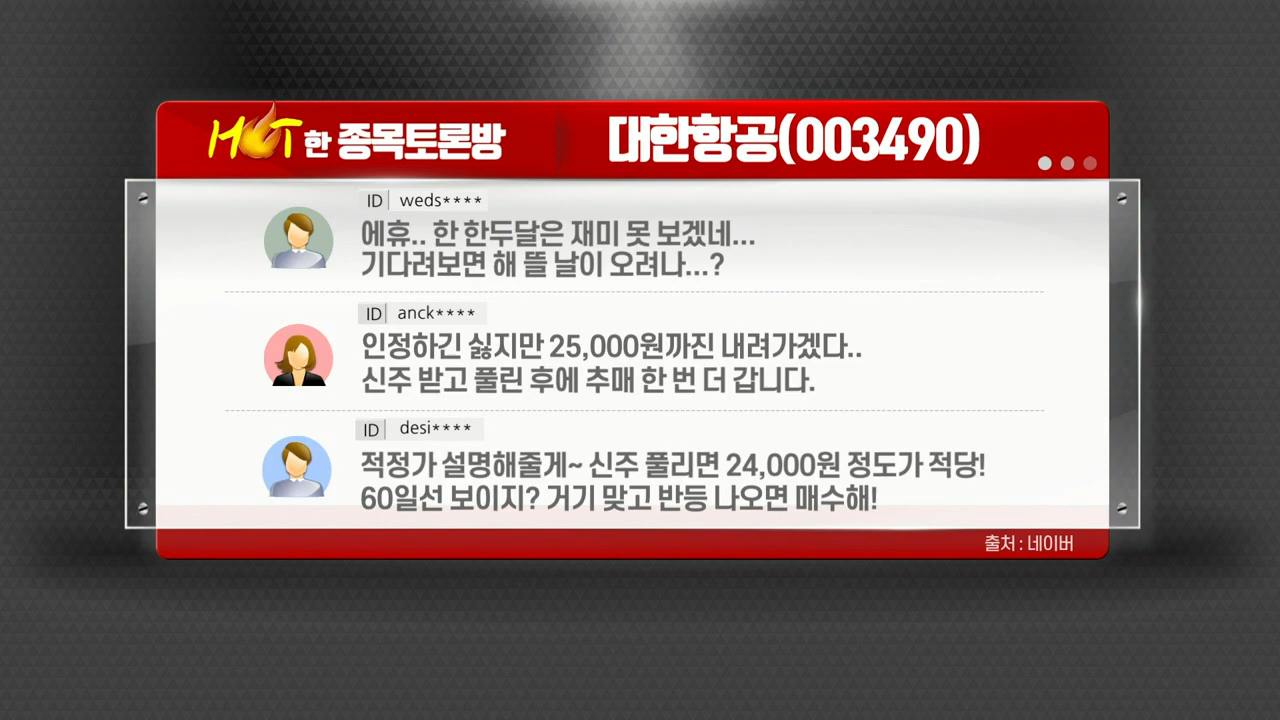 HOT한 종목토론방
대한항공(003490)
ID weds****
에휴.. 한 한두달은 재미 못 보겠네...
기다려보면 해 뜰 날이 오려나...?
ID anck****
인정하긴 싫지만 25,000원까진 내려가겠다..
신주 받고 풀린 후에 추매 한 번 더 갑니다.
ID desi****
적정가 설명해줄게~ 신주 풀리면 24,000원 정도가 적당!
60일선 보이지? 거기 맞고 반등 나오면 매수해!
출처 : 네이버